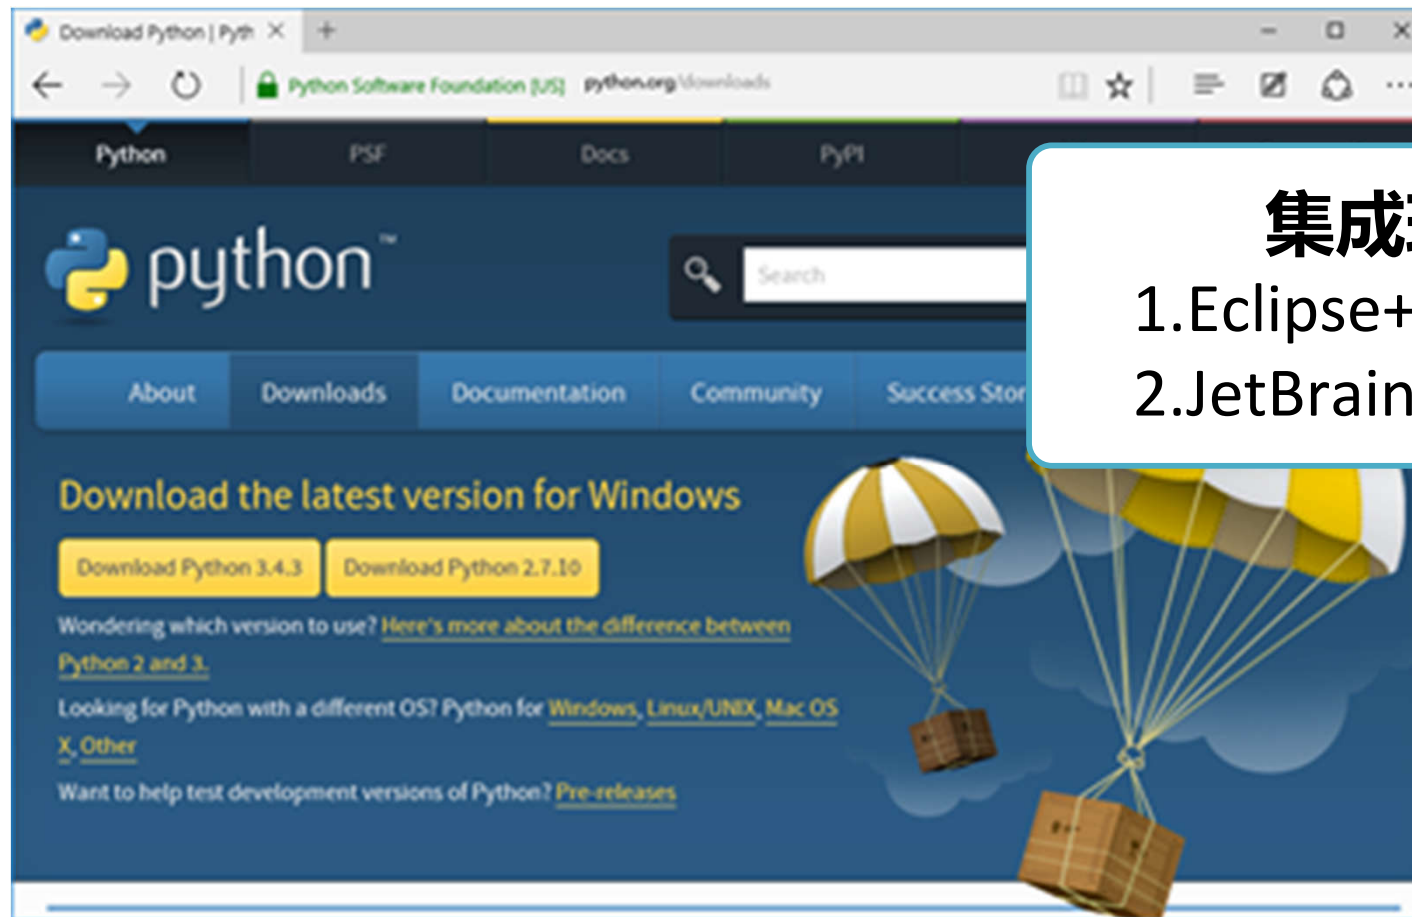 Download Python | Pyth
Python Software Foundation [US] python.org/downloads
Python PSF Docs PyPI
python™
Search
集成
1.Eclipse+
2.JetBrain
About Downloads Documentation Community Success Stor
Download the latest version for Windows
Download Python 3.4.3 Download Python 2.7.10
Wondering which version to use? Here's more about the difference between
Python 2 and 3.
Looking for Python with a different OS? Python for Windows, Linux/UNIX, Mac OS
X, Other
Want to help test development versions of Python? Pre-releases